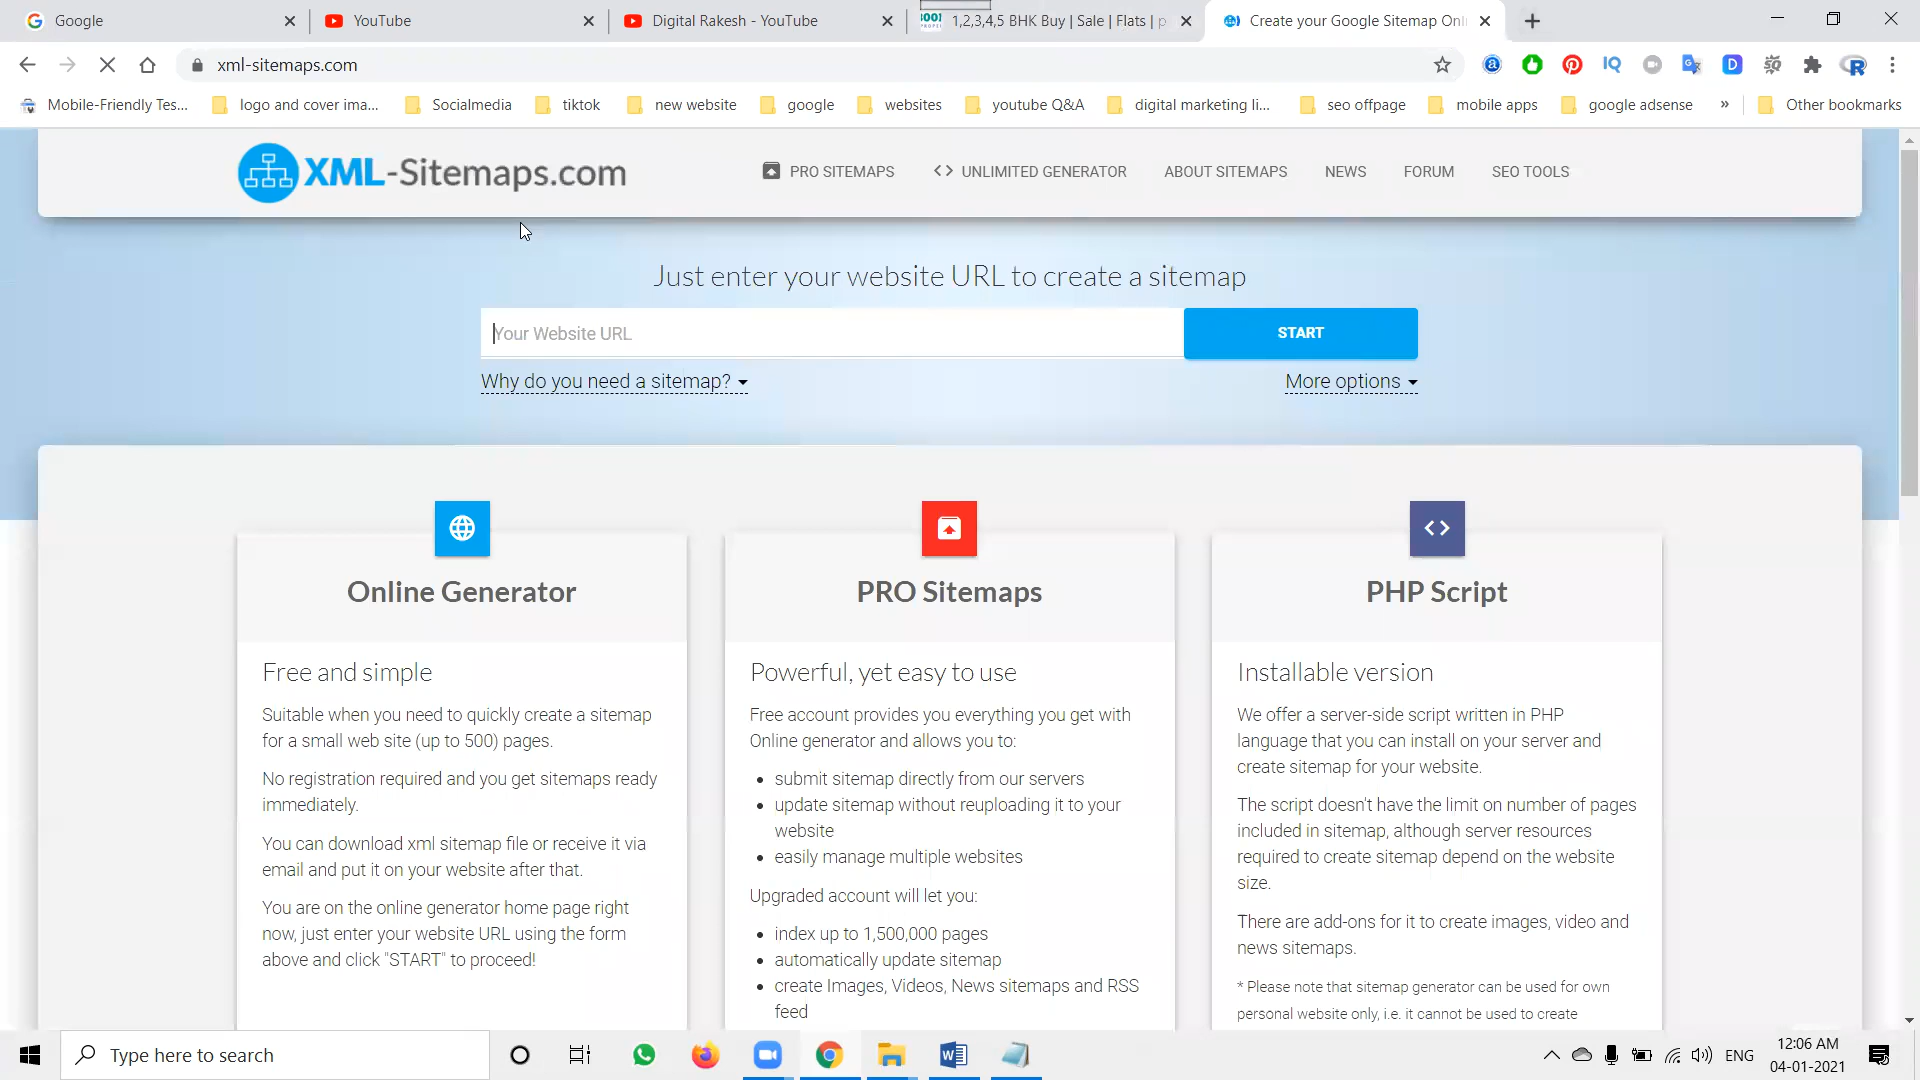 Google
YouTube
Digital Rakesh - YouTube
1,2,3,4,5 BHK Buy | Sale | Flats | p
Create your Google Sitemap Onl
xml-sitemaps.com
Mobile-Friendly Tes...
logo and cover ima...
Socialmedia
tiktok
new website
google
websites
youtube Q&A
digital marketing li...
seo offpage
mobile apps
google adsense
»
Other bookmarks
XML-Sitemaps.com
PRO SITEMAPS
UNLIMITED GENERATOR
ABOUT SITEMAPS
NEWS
FORUM
SEO TOOLS
Just enter your website URL to create a sitemap
Your Website URL
START
Why do you need a sitemap?
More options
Online Generator
Free and simple
Suitable when you need to quickly create a sitemap
for a small web site (up to 500) pages.
No registration required and you get sitemaps ready
immediately.
You can download xml sitemap file or receive it via
email and put it on your website after that.
You are on the online generator home page right
now, just enter your website URL using the form
above and click "START" to proceed!
PRO Sitemaps
Powerful, yet easy to use
Free account provides you everything you get with
Online generator and allows you to:
• submit sitemap directly from our servers
• update sitemap without reuploading it to your
website
• easily manage multiple websites
Upgraded account will let you:
• index up to 1,500,000 pages
• automatically update sitemap
• create Images, Videos, News sitemaps and RSS
feed
PHP Script
Installable version
We offer a server-side script written in PHP
language that you can install on your server and
create sitemap for your website.
The script doesn't have the limit on number of pages
included in sitemap, although server resources
required to create sitemap depend on the website
size.
There are add-ons for it to create images, video and
news sitemaps.
* Please note that sitemap generator can be used for own
personal website only, i.e. it cannot be used to create
Type here to search
ENG
12:06 AM
04-01-2021